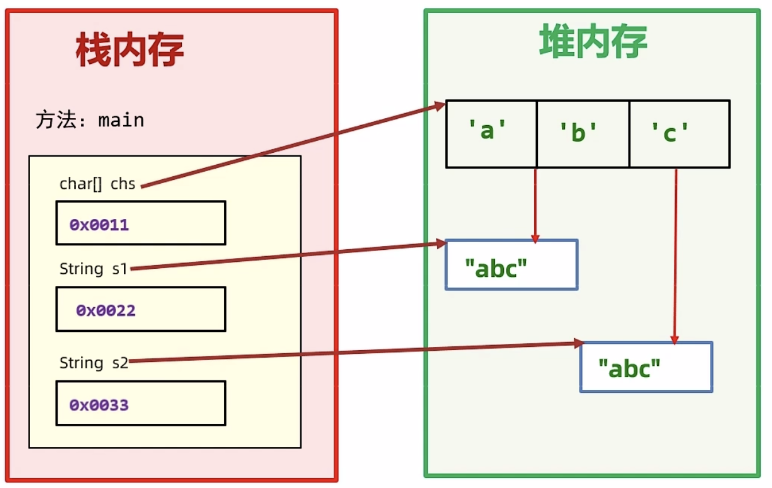 栈内存
方法: main
char[] chs
0x0011
String s1
0x0022
String s2
0x0033
堆内存
'a' 'b' 'c'
"abc"
"abc"